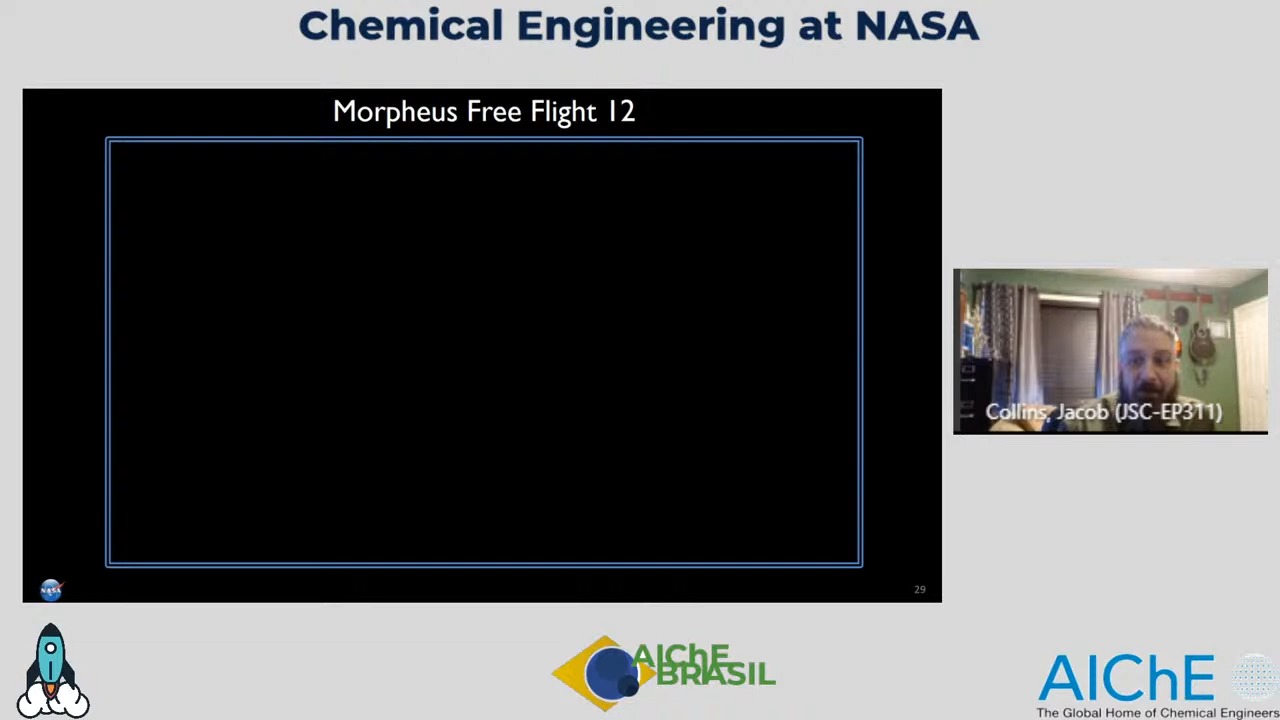 Chemical Engineering at NASA
Morpheus Free Flight 12
Collins, Jacob (JSC-EP311)
NASA
29
AIChE
BRASIL
AIChE
The Global Home of Chemical Engineers